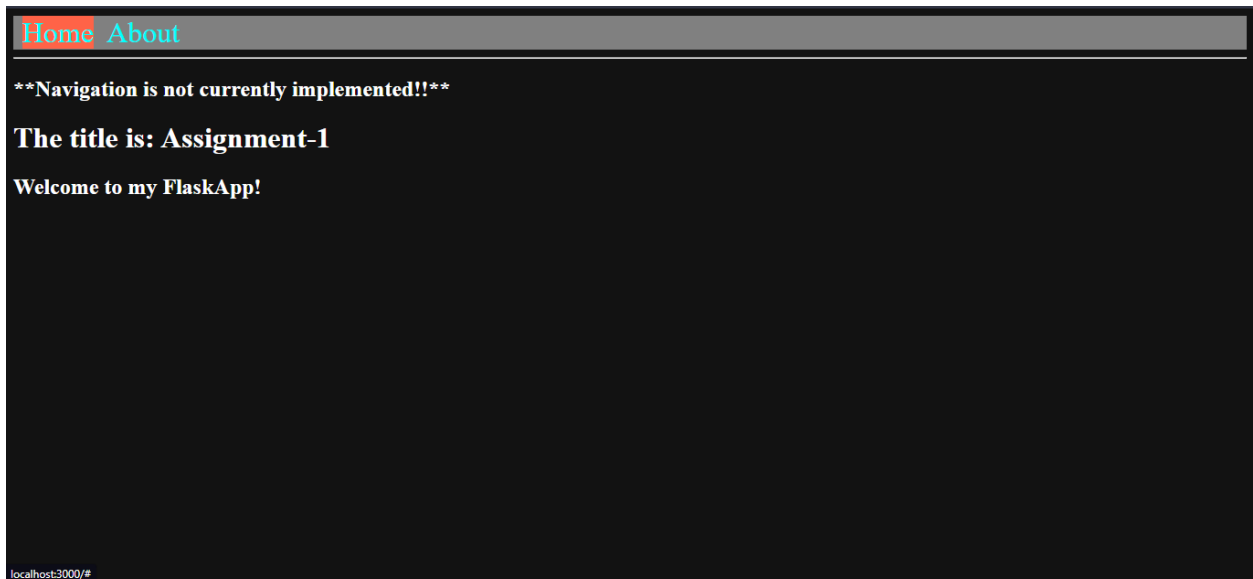 Home About
**Navigation is not currently implemented!!**
The title is: Assignment-1
Welcome to my FlaskApp!
localhost:3000/#